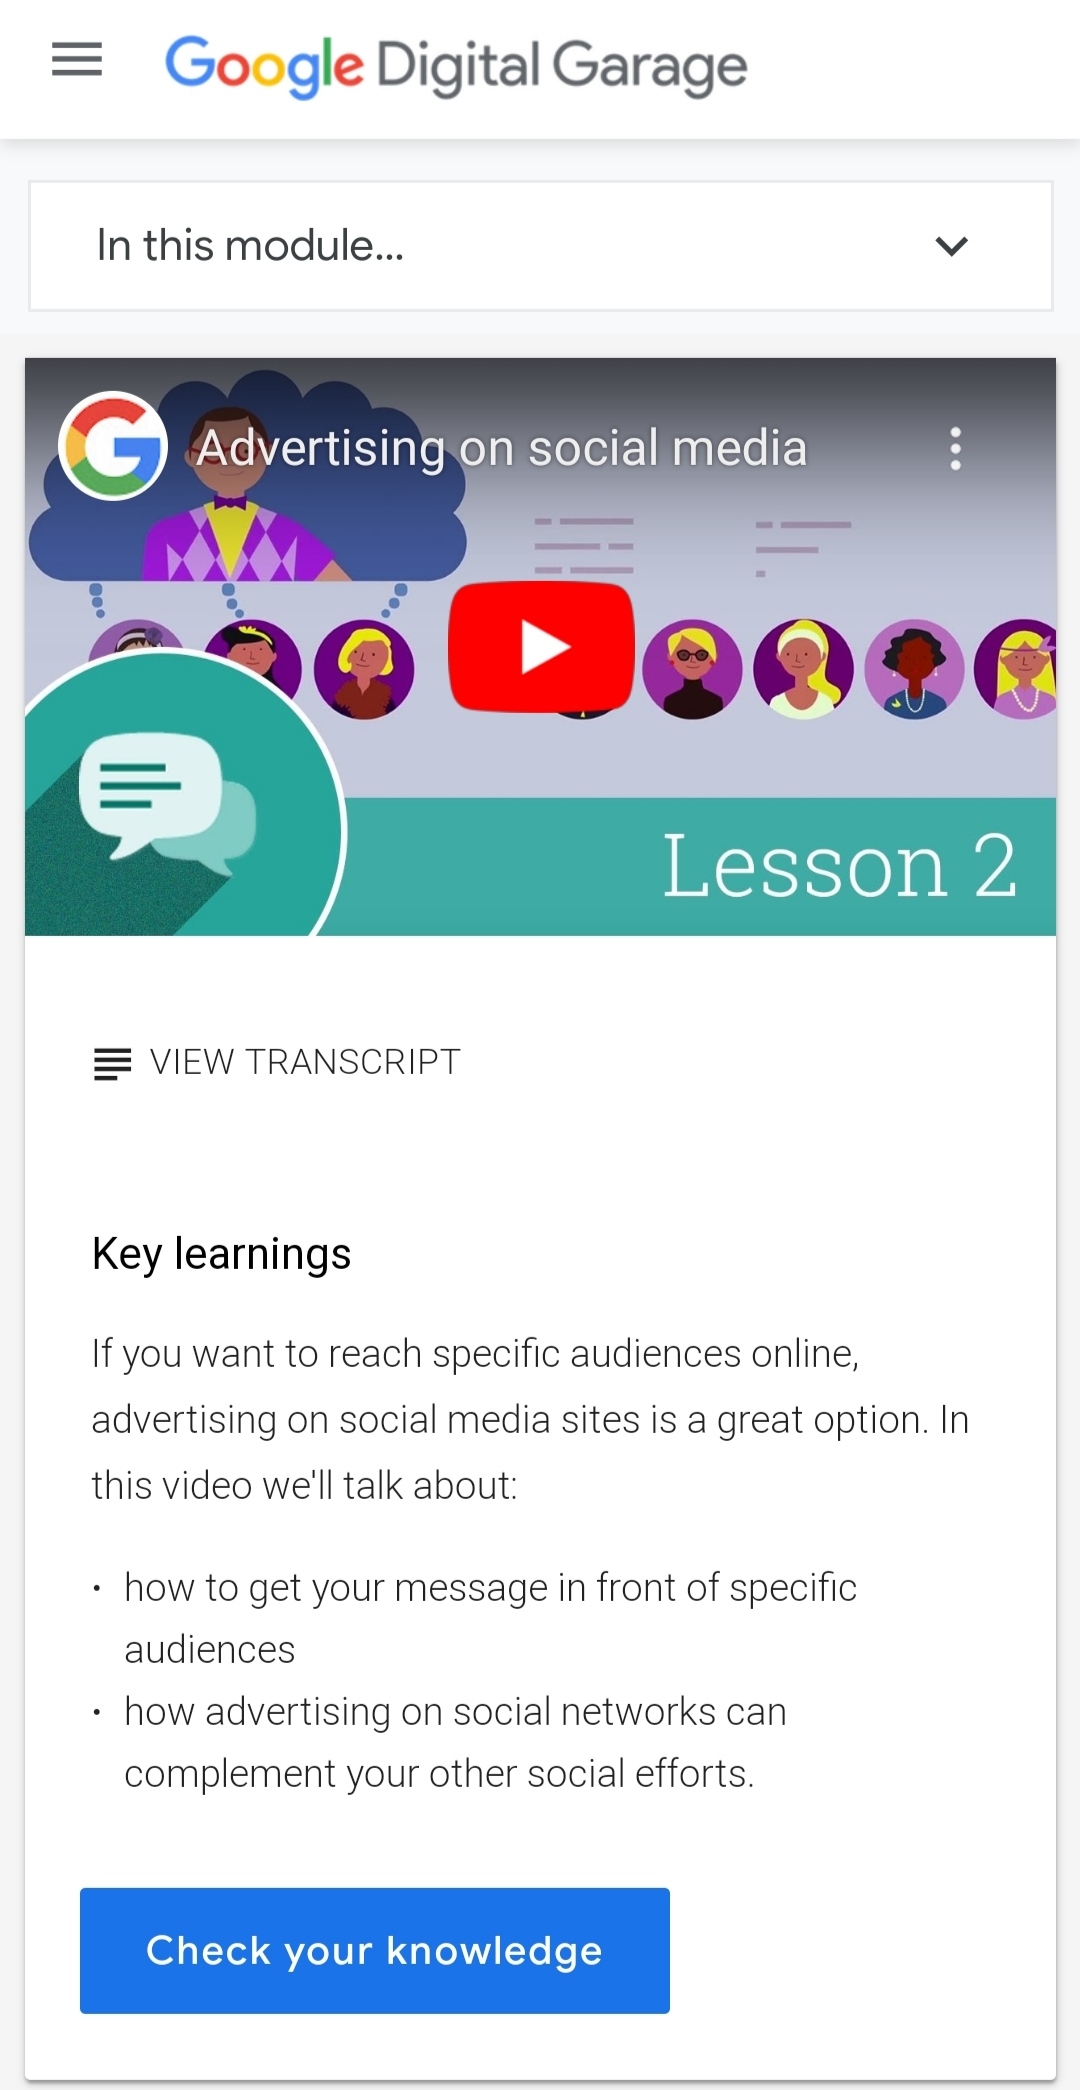 Google Digital Garage
In this module...
Advertising on social media
Lesson 2
VIEW TRANSCRIPT
Key learnings
If you want to reach specific audiences online,
advertising on social media sites is a great option. In
this video we'll talk about:
• how to get your message in front of specific
audiences
• how advertising on social networks can
complement your other social efforts.
Check your knowledge